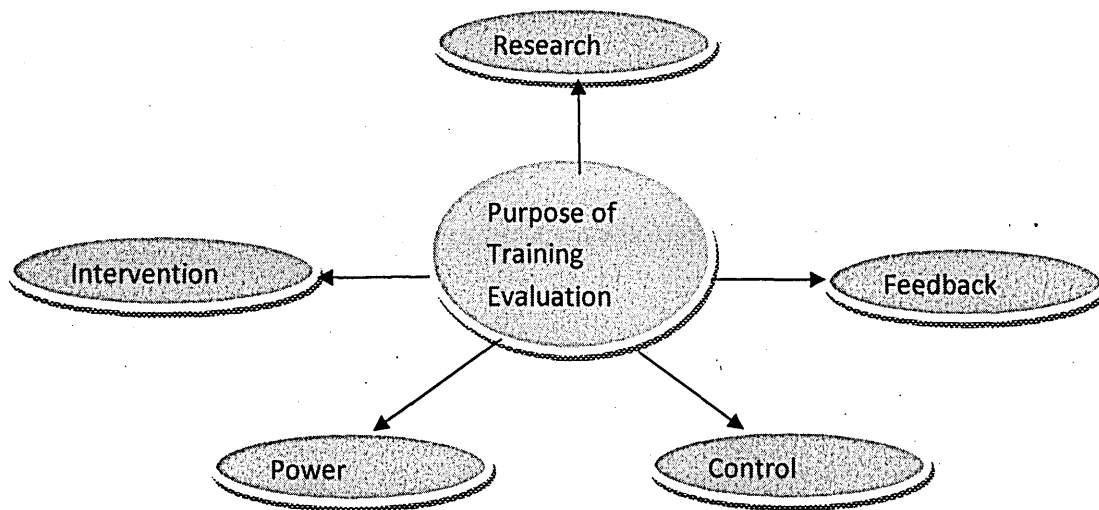 Research
Purpose of
Training
Evaluation
Intervention
Feedback
Power
Control